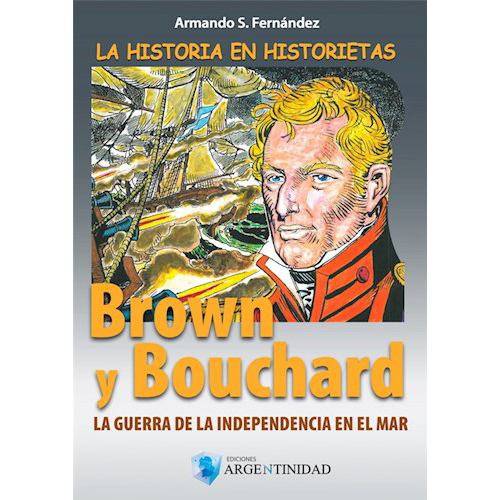 Armando S. Fernández
LA HISTORIA EN HISTORIETAS
Brown
y Bouchard
LA GUERRA DE LA INDEPENDENCIA EN EL MAR
EDICIONES
ARGENTINIDAD